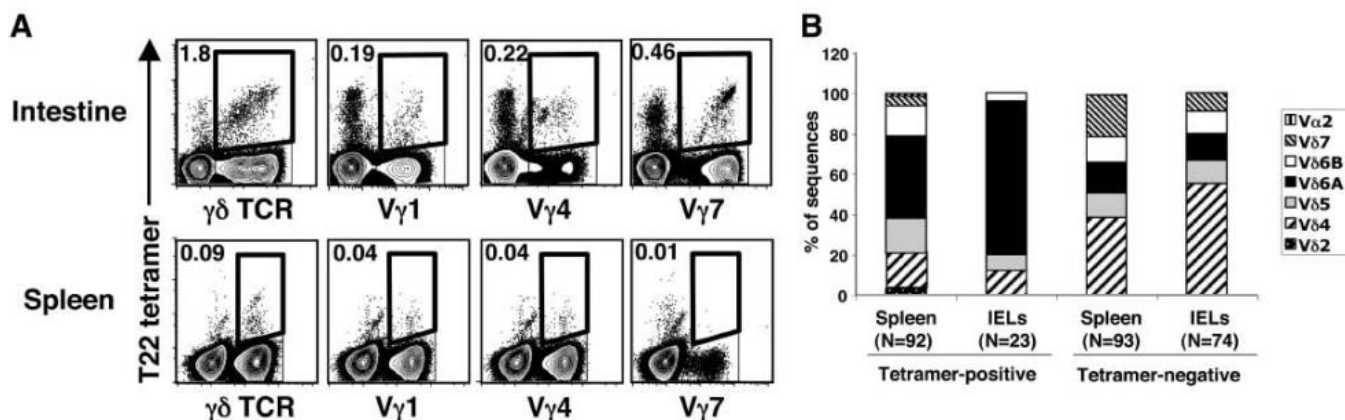 A
Intestine
Spleen
T22 tetramer
1.8
0.19
0.22
0.46
γδ TCR
Vγ1
Vγ4
Vγ7
0.09
0.04
0.04
0.01
γδ TCR
Vγ1
Vγ4
Vγ7
B
% of sequences
120
100
80
60
40
20
0
Spleen
(N=92)
IELs
(N=23)
Spleen
(N=93)
IELs
(N=74)
Tetramer-positive
Tetramer-negative
Vα2
Vδ7
Vδ6B
Vδ6A
Vδ5
Vδ4
Vδ2